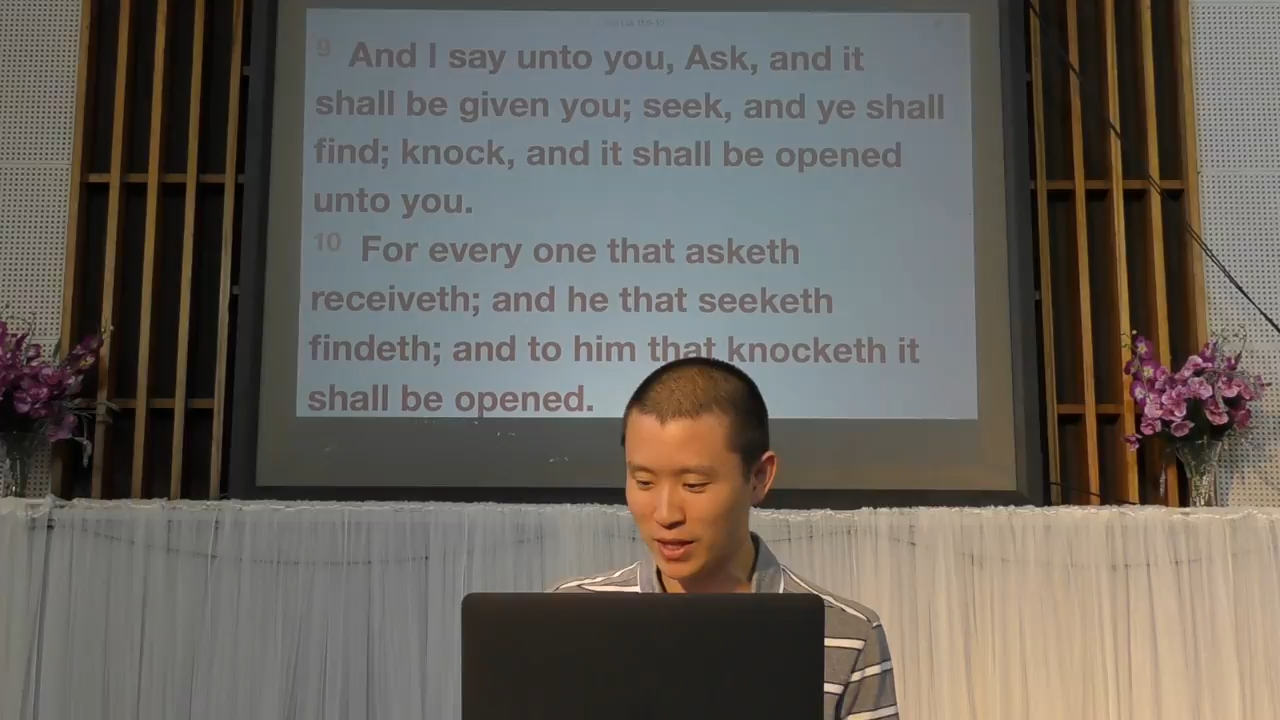 9 And I say unto you, Ask, and it
shall be given you; seek, and ye shall
find; knock, and it shall be opened
unto you.
10 For every one that asketh
receiveth; and he that seeketh
findeth; and to him that knocketh it
shall be opened.